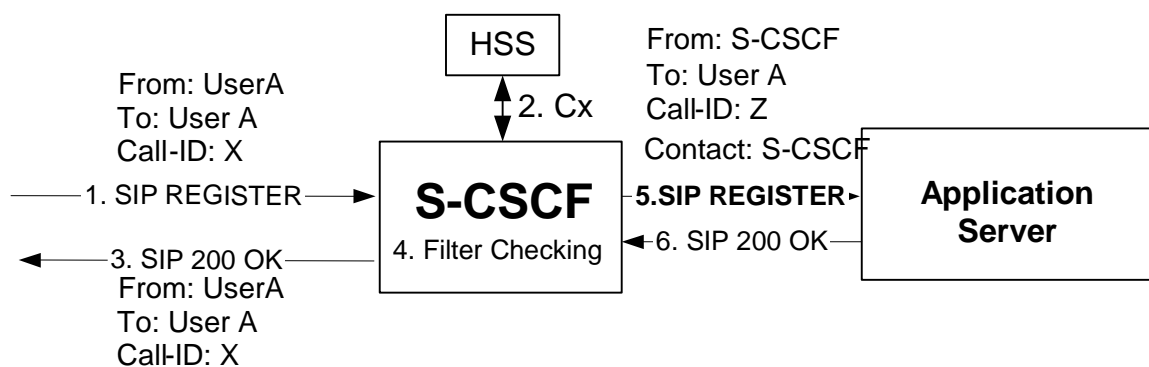 HSS
From: UserA
To: User A
Call-ID: X
2. Cx
From: S-CSCF
To: User A
Call-ID: Z
Contact: S-CSCF
1. SIP REGISTER
S-CSCF
4. Filter Checking
5.SIP REGISTER
Application
Server
6. SIP 200 OK
3. SIP 200 OK
From: UserA
To: User A
Call-ID: X